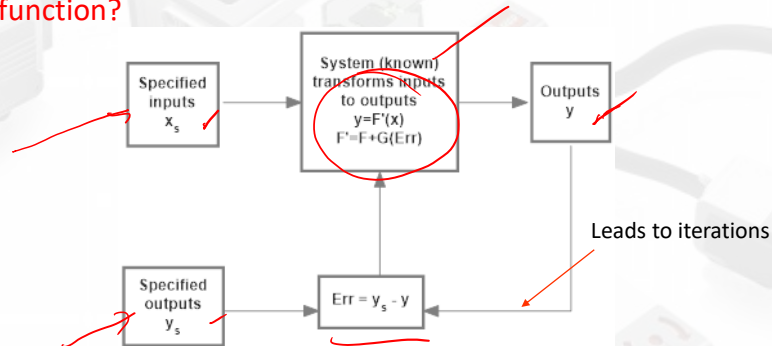 function?
Specified
inputs
xs
System (known)
transforms inputs
to outputs
y=F'(x)
F'=F+G(Err)
Outputs
y
Leads to iterations
Specified
outputs
ys
Err = ys - y